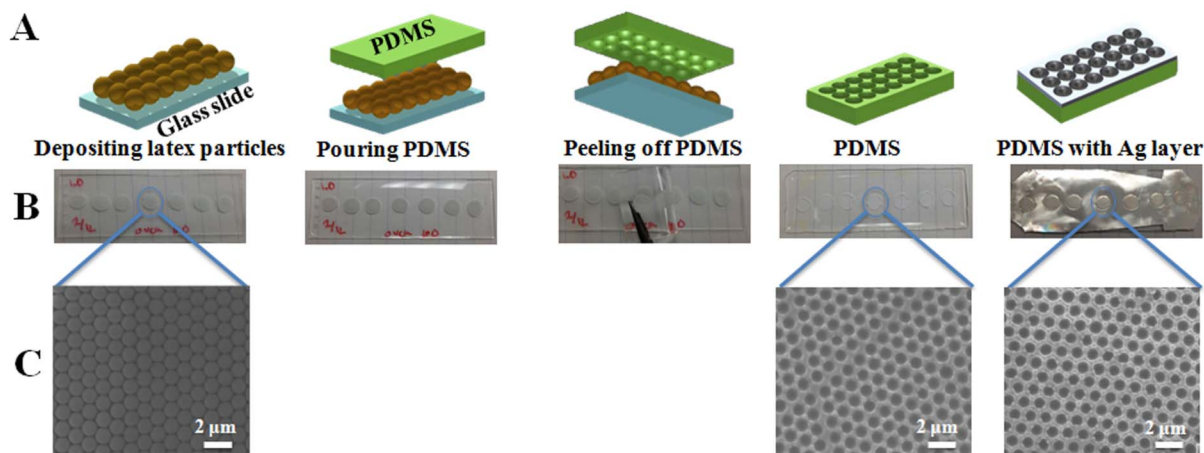 A
PDMS
Glass slide
Depositing latex particles
Pouring PDMS
Peeling off PDMS
PDMS
PDMS with Ag layer
B
C
2 μm
2 μm
2 μm